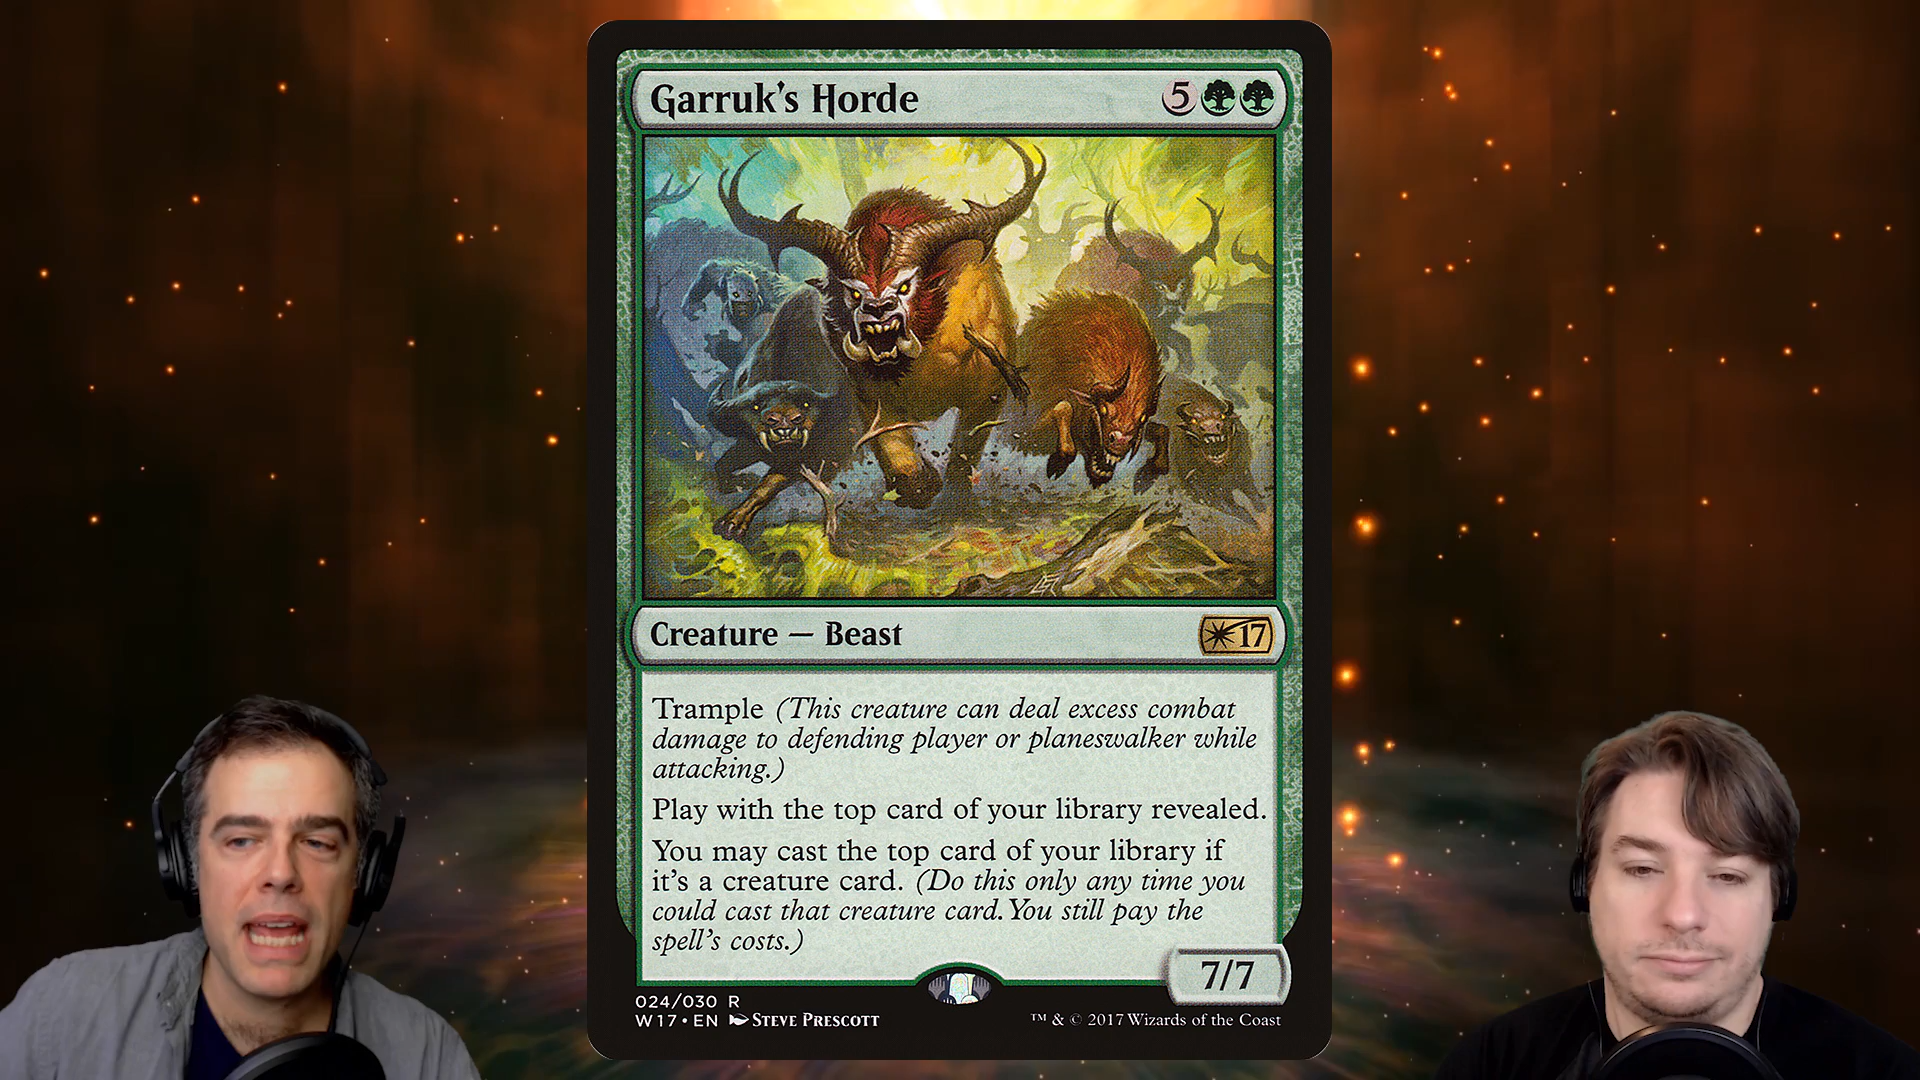 Garruk's Horde 5
Creature — Beast 17
Trample (This creature can deal excess combat
damage to defending player or planeswalker while
attacking.)
Play with the top card of your library revealed.
You may cast the top card of your library if
it's a creature card. (Do this only any time you
could cast that creature card. You still pay the
spell's costs.)
7/7
024/030 R
W17 • EN STEVE PRESCOTT
™ & © 2017 Wizards of the Coast